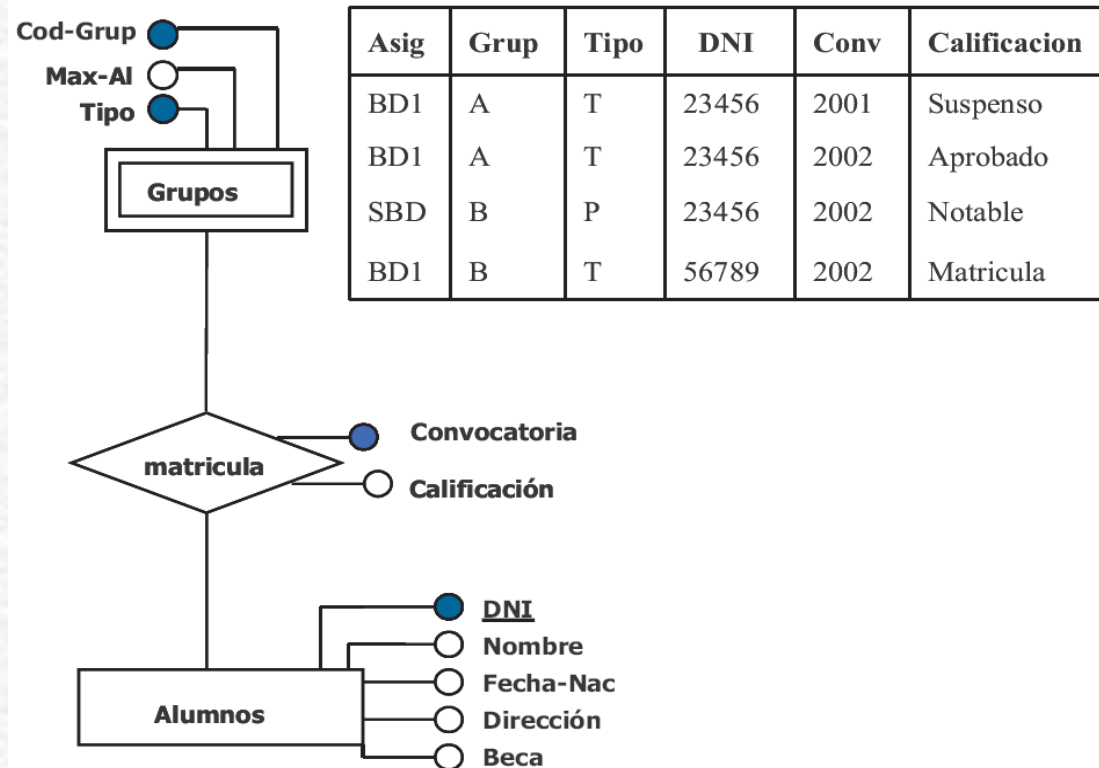 Cod-Grup
Max-Al
Tipo
Grupos
Asig Grup Tipo DNI Conv Calificacion
BD1 A T 23456 2001 Suspenso
BD1 A T 23456 2002 Aprobado
SBD B P 23456 2002 Notable
BD1 B T 56789 2002 Matricula
matricula
Convocatoria
Calificación
DNI
Nombre
Fecha-Nac
Dirección
Beca
Alumnos